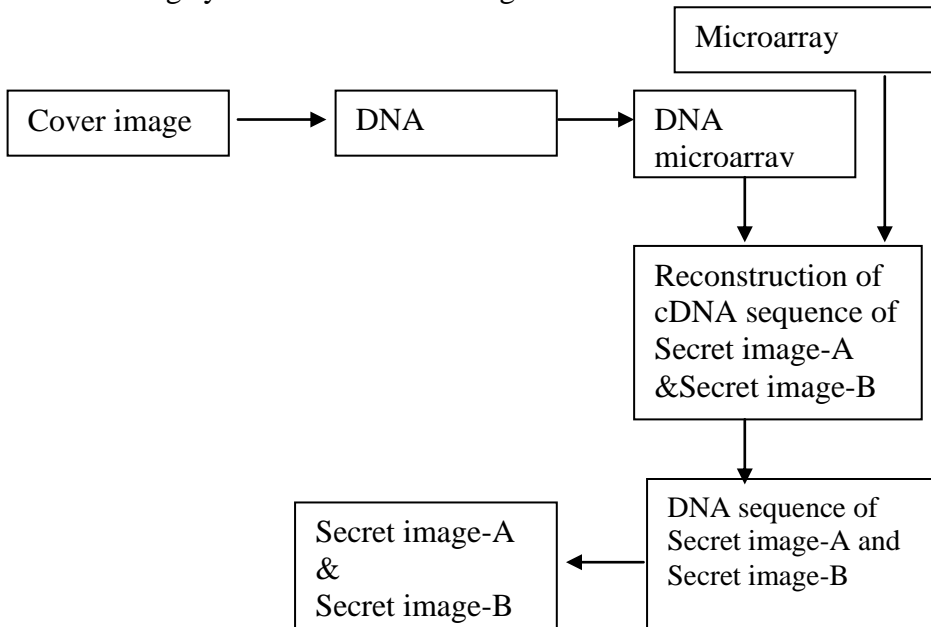 Microarray
Cover image
DNA
DNA
microarray
Reconstruction of
cDNA sequence of
Secret image-A
&Secret image-B
DNA sequence of
Secret image-A and
Secret image-B
Secret image-A
&
Secret image-B